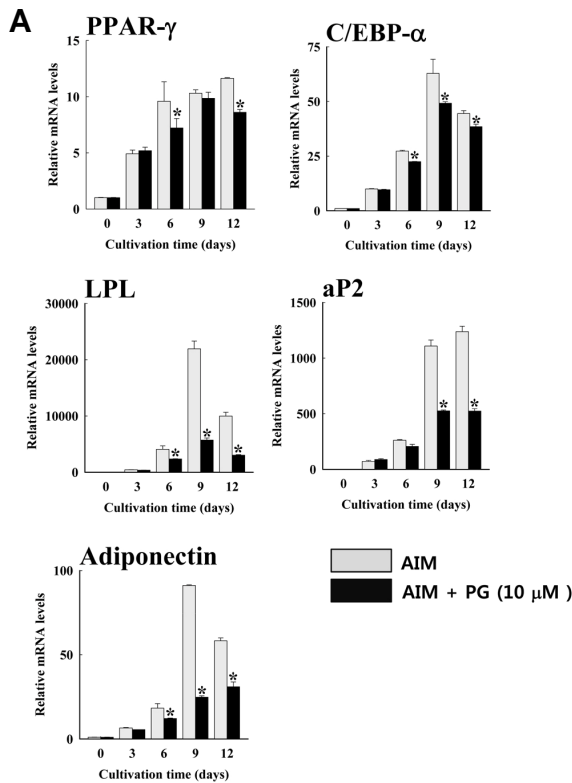 A
PPAR-γ
Relative mRNA levels
15
10
5
0
0 3 6 9 12
* *
Cultivation time (days)
C/EBP-α
Relative mRNA levels
75
50
25
0
0 3 6 9 12
* * *
Cultivation time (days)
LPL
Relative mRNA levels
30000
20000
10000
0
0 3 6 9 12
* * *
Cultivation time (days)
aP2
Relative mRNA leveles
1500
1000
500
0
0 3 6 9 12
* *
Cultivation time (days)
Adiponectin
Relative mRNA levels
100
50
0
0 3 6 9 12
* * *
Cultivation time (days)
AIM
AIM + PG (10 μM )